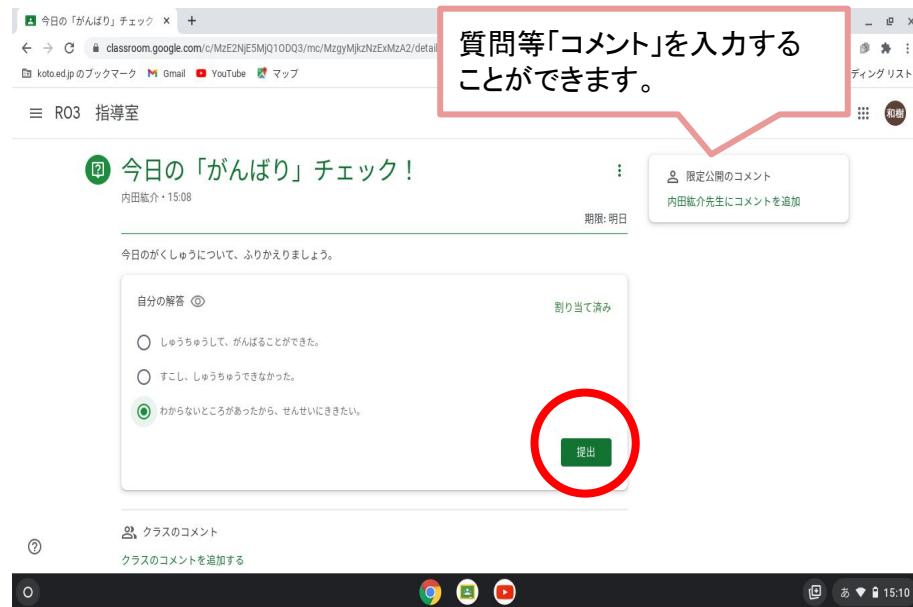 今日の「がんばり」チェック
質問等「コメント」を入力する
ことができます。
classroom.google.com/c/MzE2NjE5MjQ1ODQ3/mc/MzgyMjkzNzExMzA2/detail
koto.ed.jp のブックマーク Gmail YouTube マップ
ディング リスト
R03 指導室
和樹
今日の「がんばり」チェック！
内田紘介・15:08
期限: 明日
限定公開のコメント
内田紘介先生にコメントを追加
今日のがくしゅうについて、ふりかえりましょう。
自分の解答
割り当て済み
しゅうちゅうして、がんばることができた。
すこし、しゅうちゅうできなかった。
わからないところがあったから、せんせいにききたい。
提出
クラスのコメント
クラスのコメントを追加する
あ 15:10